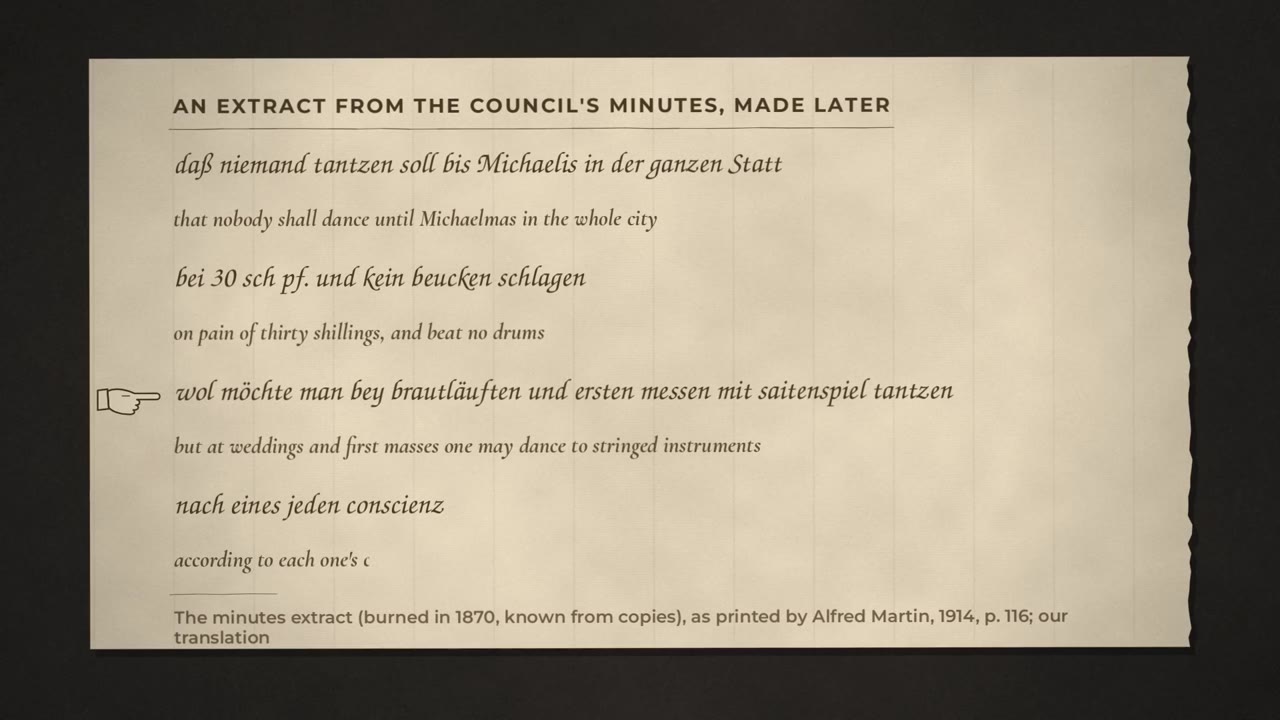 AN EXTRACT FROM THE COUNCIL'S MINUTES, MADE LATER
daß niemand tantzen soll bis Michaelis in der ganzen Statt
that nobody shall dance until Michaelmas in the whole city
bei 30 sch pf. und kein beucken schlagen
on pain of thirty shillings, and beat no drums
wol möchte man bey brautläuften und ersten messen mit saitenspiel tantzen
but at weddings and first masses one may dance to stringed instruments
nach eines jeden conscienz
according to each one's c
The minutes extract (burned in 1870, known from copies), as printed by Alfred Martin, 1914, p. 116; our
translation